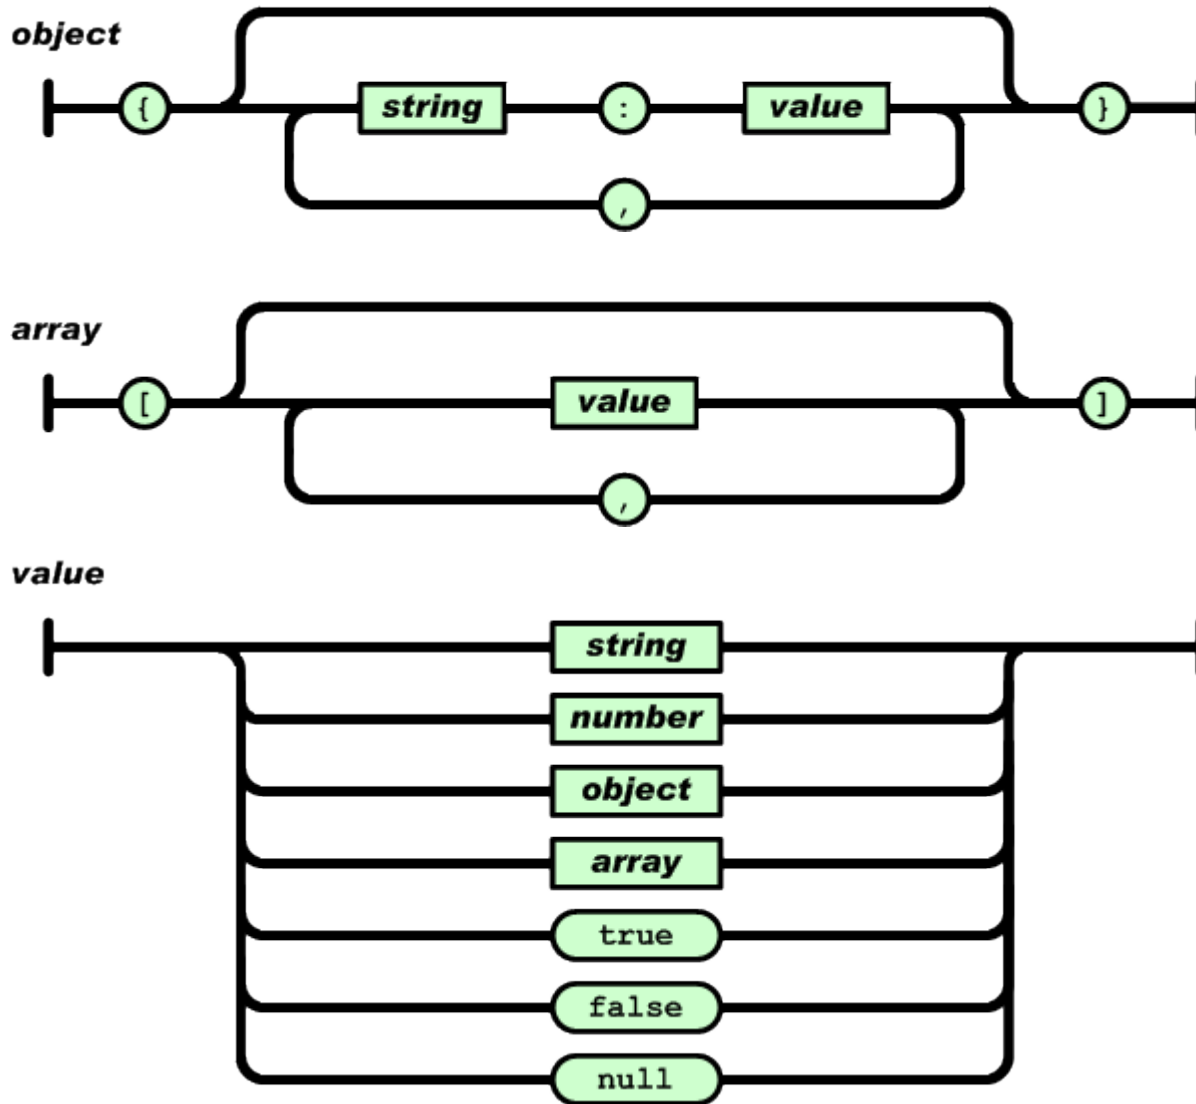 object
{ string : value }
,
array
[ value ]
,
value
string
number
object
array
true
false
null